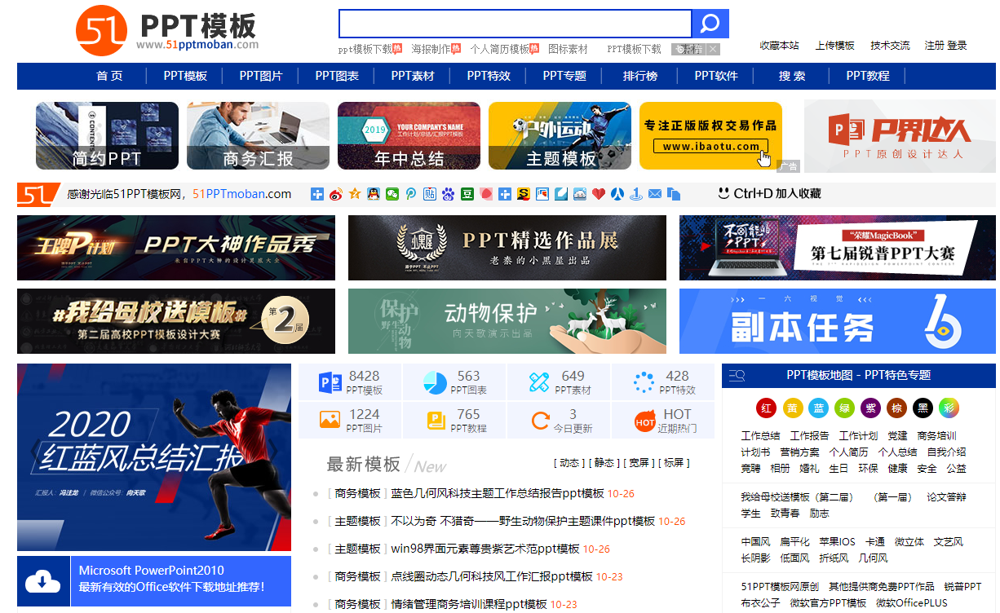 51 PPT模板
www.51pptmoban.com
ppt模板下载热 海报制作热 个人简历模板热 图标素材 PPT模板下载 素材
收藏本站 上传模板 技术交流 注册 登录
首 页 PPT模板 PPT图片 PPT图表 PPT素材 PPT特效 PPT专题 排行榜 PPT软件 搜 索 PPT教程
CONTENT
简约PPT
商务汇报
2019 YOUR COMPANY'S NAME
工作计划/总结/汇报PPT模板
年中总结
户外运动
主题模板
专注正版版权交易作品
www.ibaotu.com
广告
P界达人
PPT原创设计达人
51 感谢光临51PPT模板网，51PPTmoban.com
Ctrl+D 加入收藏
王牌P计划 PPT大神作品秀
来自PPT大神的设计灵感大全
PPT精选作品展
老秦的小黑屋出品
不可能的PPT
“荣耀MagicBook”
第七届锐普PPT大赛
#我给母校送模板#
第二届高校PPT模板设计大赛
第2届
保护野生动物
动物保护
向天歌演示出品
一 六 视 觉
副本任务
2020
红蓝风总结汇报
汇报人：冯注龙 / 微信公众号：向天歌
8428 PPT模板
563 PPT图表
649 PPT素材
428 PPT特效
1224 PPT图片
765 PPT教程
3 今日更新
HOT HOT 近期热门
最新模板 / New
[ 动态 ] [ 静态 ] [ 宽屏 ] [ 标屏 ]
[ 商务模板 ] 蓝色几何风科技主题工作总结报告ppt模板 10-26
[ 主题模板 ] 不以为奇 不猎奇——野生动物保护主题课件ppt模板 10-26
[ 主题模板 ] win98界面元素尊贵紫艺术范ppt模板 10-26
[ 商务模板 ] 点线圈动态几何科技风工作汇报ppt模板 10-23
[ 商务模板 ] 情绪管理商务培训课程ppt模板 10-23
Microsoft PowerPoint2010
最新有效的Office软件下载地址推荐!
PPT模板地图 - PPT特色专题
红 黄 蓝 绿 紫 棕 黑 彩
工作总结 工作报告 工作计划 党建 商务培训
计划书 营销方案 个人简历 个人总结 自我介绍
竞聘 相册 婚礼 生日 环保 健康 安全 公益
我给母校送模板（第二届） （第一届） 论文答辩
学生 致青春 励志
中国风 扁平化 苹果IOS 卡通 微立体 文艺风
长阴影 低面风 折纸风 几何风
51PPT模板网原创 其他提供商免费PPT作品 锐普PPT
布衣公子 微软官方PPT模板 微软OfficePLUS